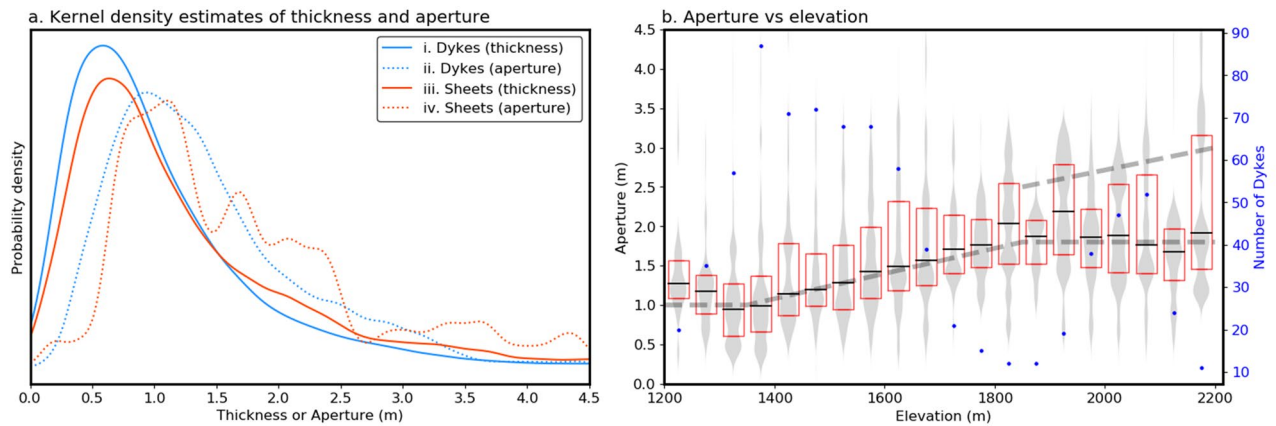 a. Kernel density estimates of thickness and aperture
Probability density
i. Dykes (thickness)
ii. Dykes (aperture)
iii. Sheets (thickness)
iv. Sheets (aperture)
0.0 0.5 1.0 1.5 2.0 2.5 3.0 3.5 4.0 4.5
Thickness or Aperture (m)
b. Aperture vs elevation
Aperture (m)
4.5
4.0
3.5
3.0
2.5
2.0
1.5
1.0
0.5
0.0
1200 1400 1600 1800 2000 2200
Elevation (m)
90
80
70
60
50
40
30
20
10
Number of Dykes